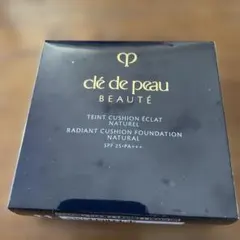 clé de peau
BEAUTÉ
TEINT CUSHION ÉCLAT
NATUREL
RADIANT CUSHION FOUNDATION
NATURAL
SPF 25・PA+++